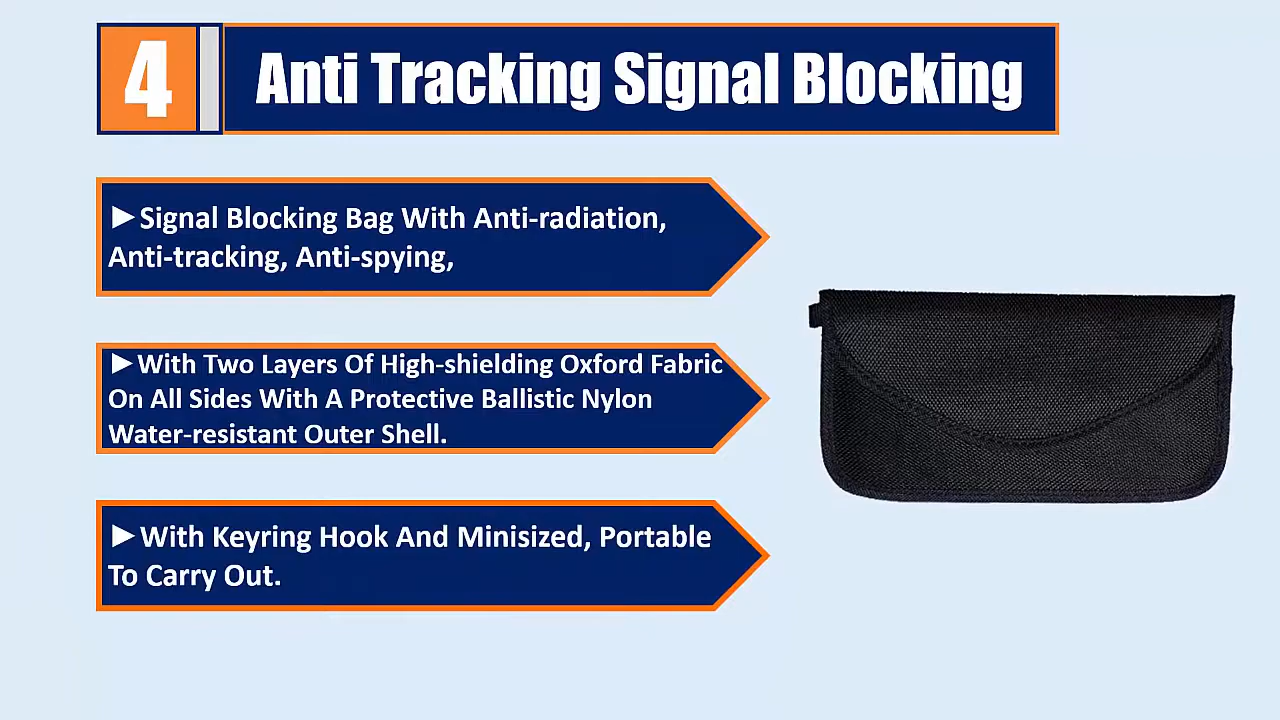 4
Anti Tracking Signal Blocking
►Signal Blocking Bag With Anti-radiation,
Anti-tracking, Anti-spying,
►With Two Layers Of High-shielding Oxford Fabric
On All Sides With A Protective Ballistic Nylon
Water-resistant Outer Shell.
►With Keyring Hook And Minisized, Portable
To Carry Out.